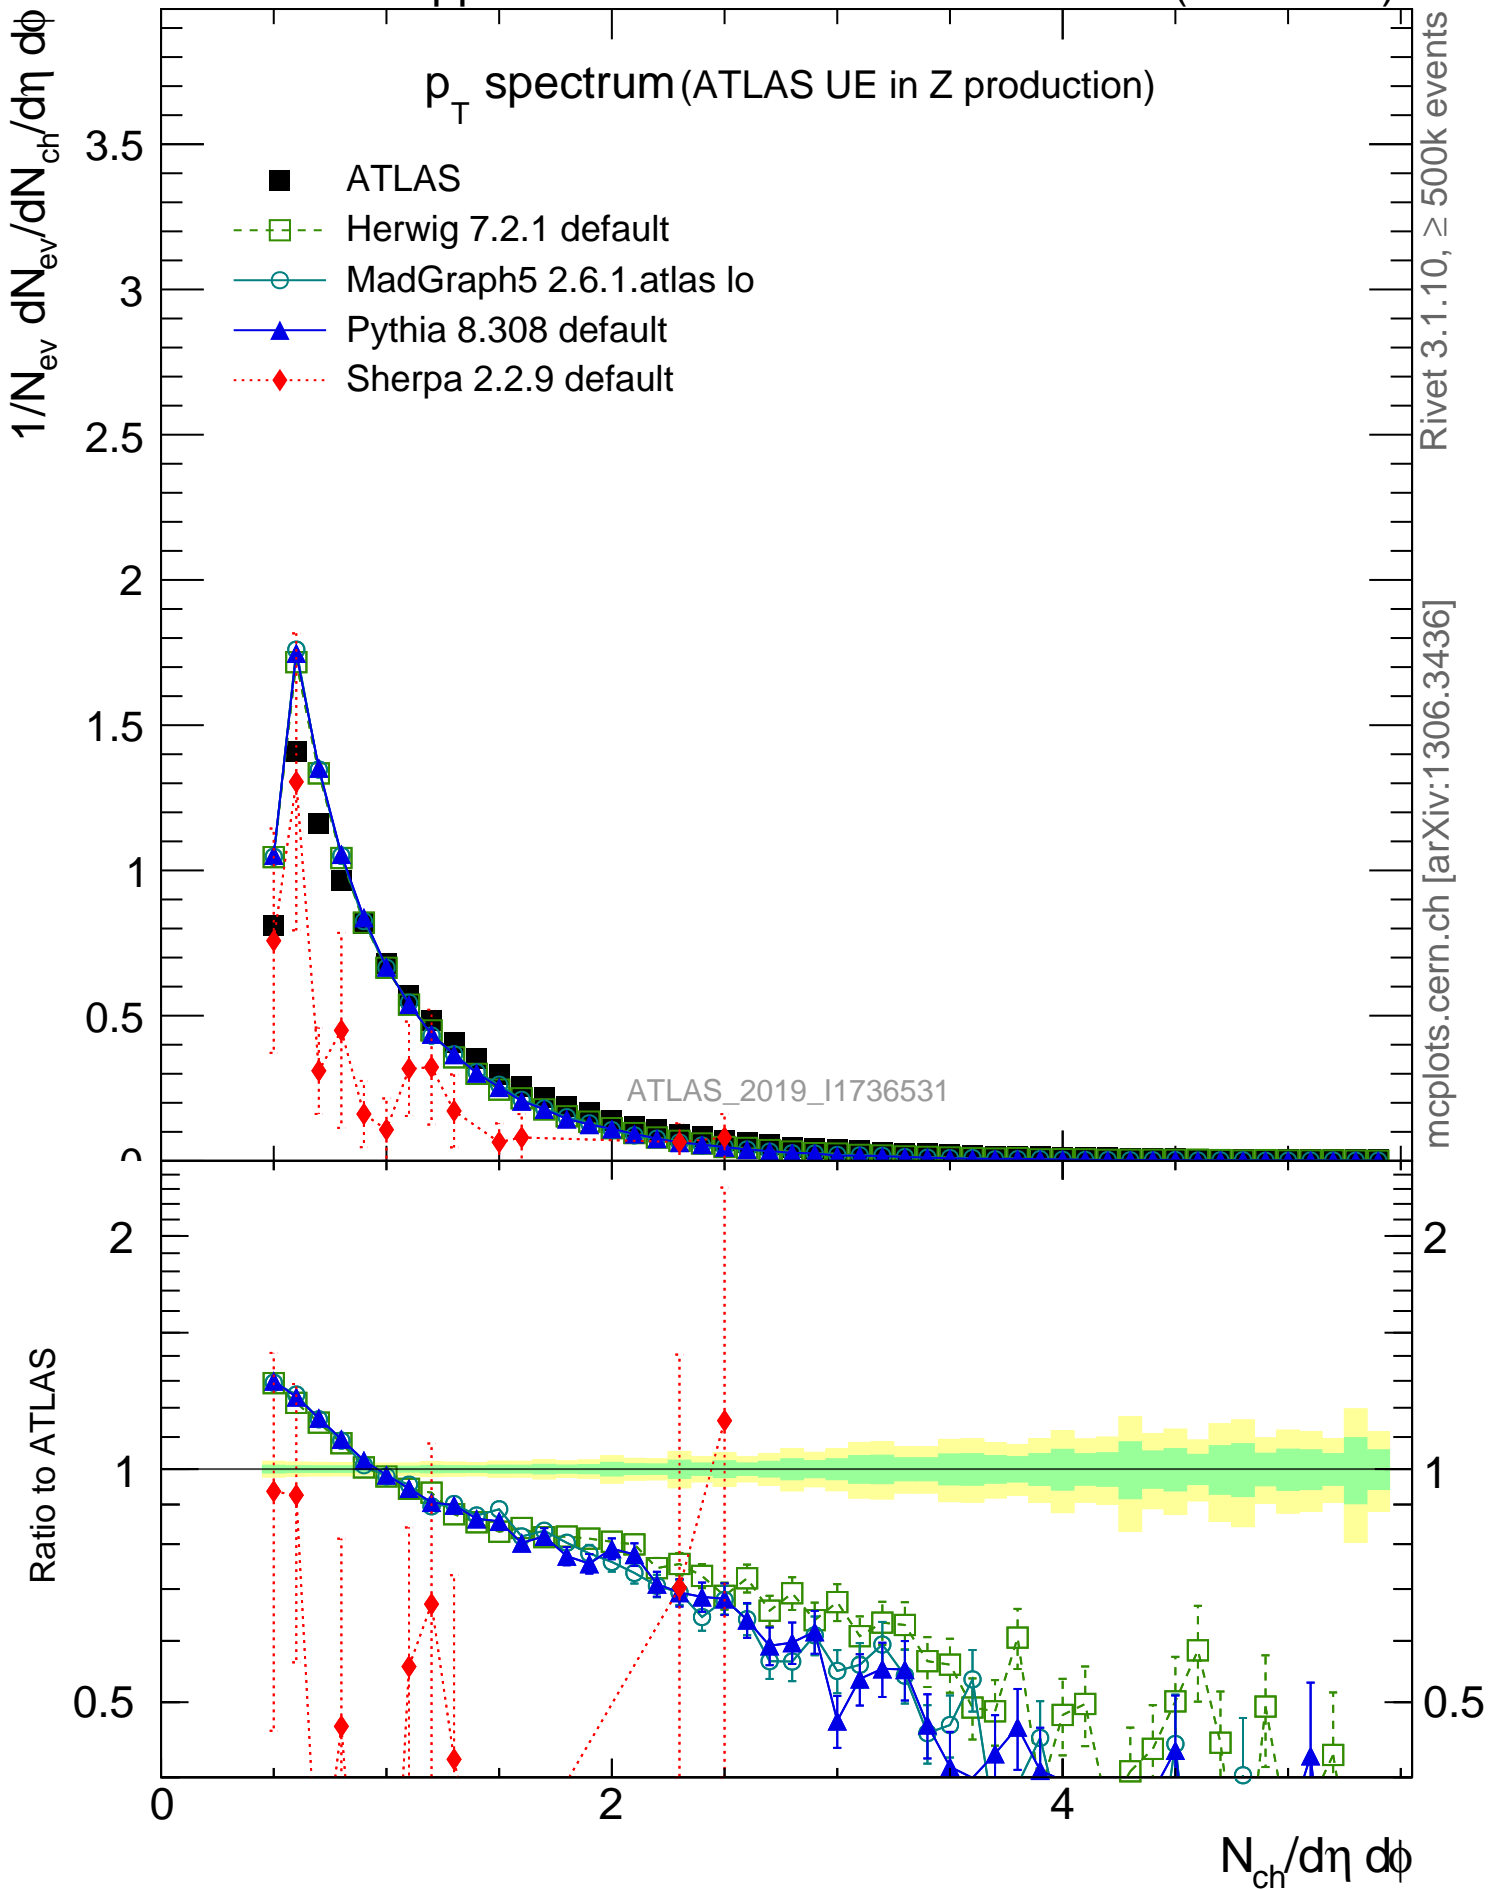 pp
p_T spectrum (ATLAS UE in Z production)
1/N_ev dN_ev/dN_ch/dη dϕ
ATLAS
Herwig 7.2.1 default
MadGraph5 2.6.1.atlas lo
Pythia 8.308 default
Sherpa 2.2.9 default
3.5
3
2.5
2
1.5
1
0.5
0
ATLAS_2019_I1736531
Rivet 3.1.10, ≥ 500k events
mcplots.cern.ch [arXiv:1306.3436]
Ratio to ATLAS
2
1
0.5
2
1
0.5
0
2
4
N_ch/dη dϕ